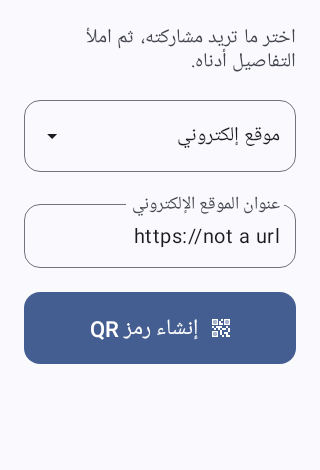 اختر ما تريد مشاركته، ثم املأ
التفاصيل أدناه.
موقع إلكتروني
عنوان الموقع الإلكتروني
https://not a url
إنشاء رمز QR